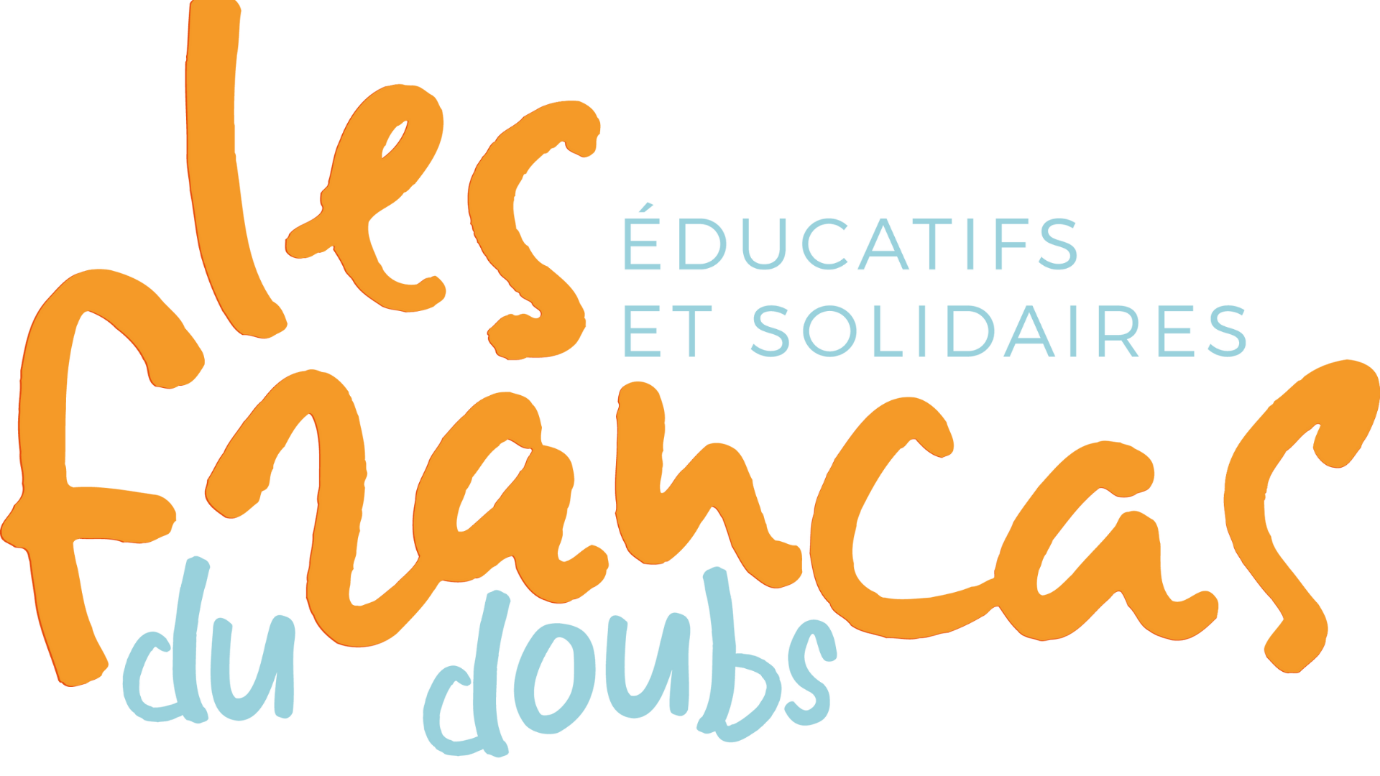 les
ÉDUCATIFS
ET SOLIDAIRES
francas
du doubs